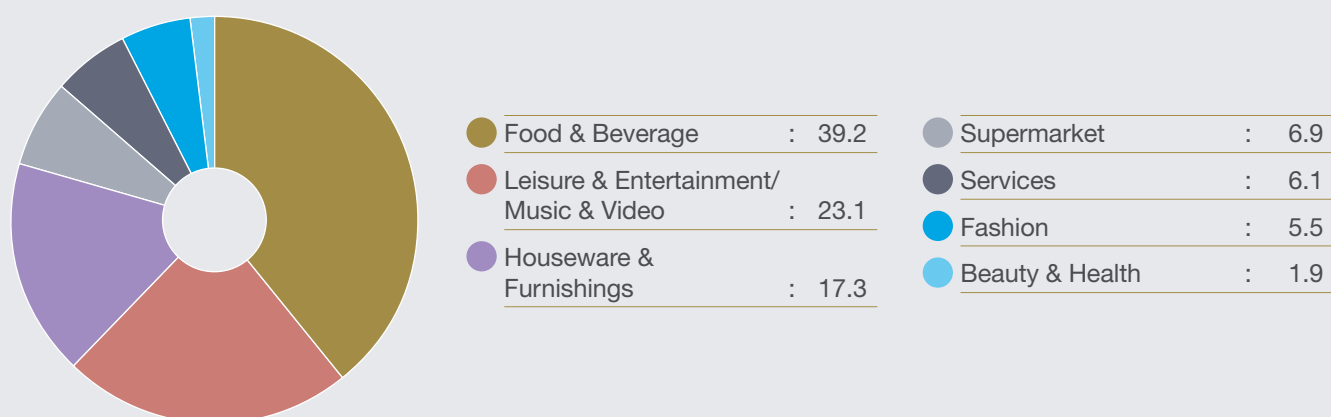 Food & Beverage : 39.2
Leisure & Entertainment/
Music & Video : 23.1
Houseware &
Furnishings : 17.3
Supermarket : 6.9
Services : 6.1
Fashion : 5.5
Beauty & Health : 1.9